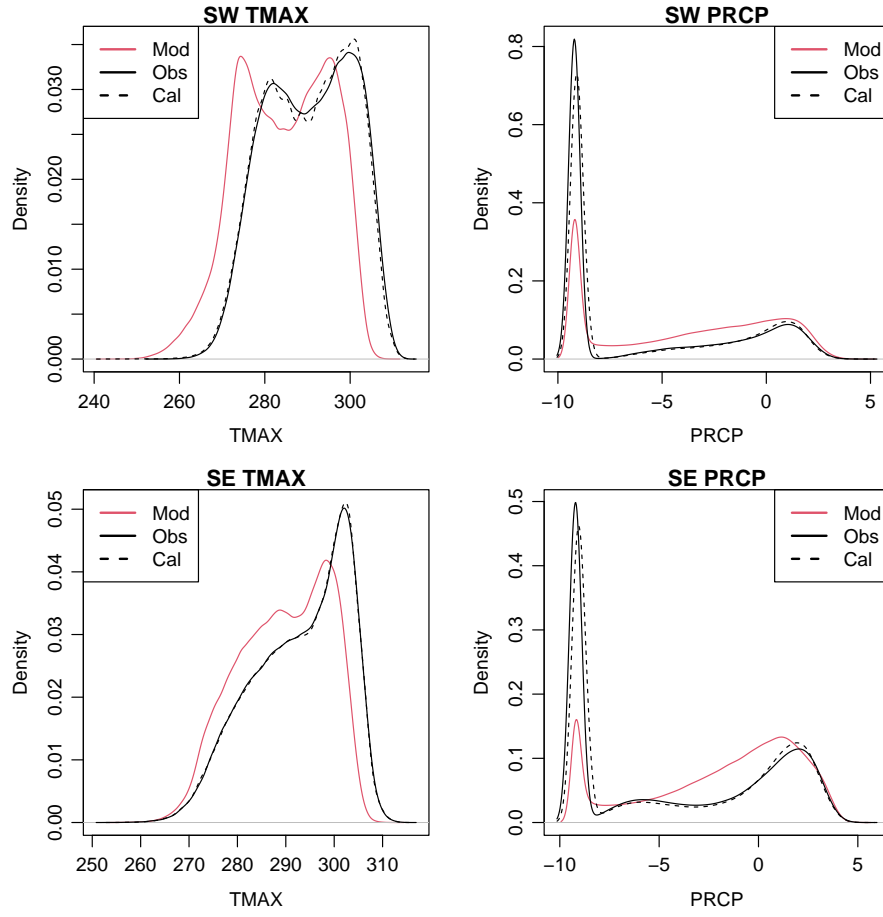 SW TMAX
Mod
Obs
Cal
Density
0.000
0.010
0.020
0.030
240
260
280
300
TMAX
SW PRCP
Mod
Obs
Cal
Density
0.0
0.2
0.4
0.6
0.8
−10
−5
0
5
PRCP
SE TMAX
Mod
Obs
Cal
Density
0.00
0.01
0.02
0.03
0.04
0.05
250
260
270
280
290
300
310
TMAX
SE PRCP
Mod
Obs
Cal
Density
0.0
0.1
0.2
0.3
0.4
0.5
−10
−5
0
5
PRCP